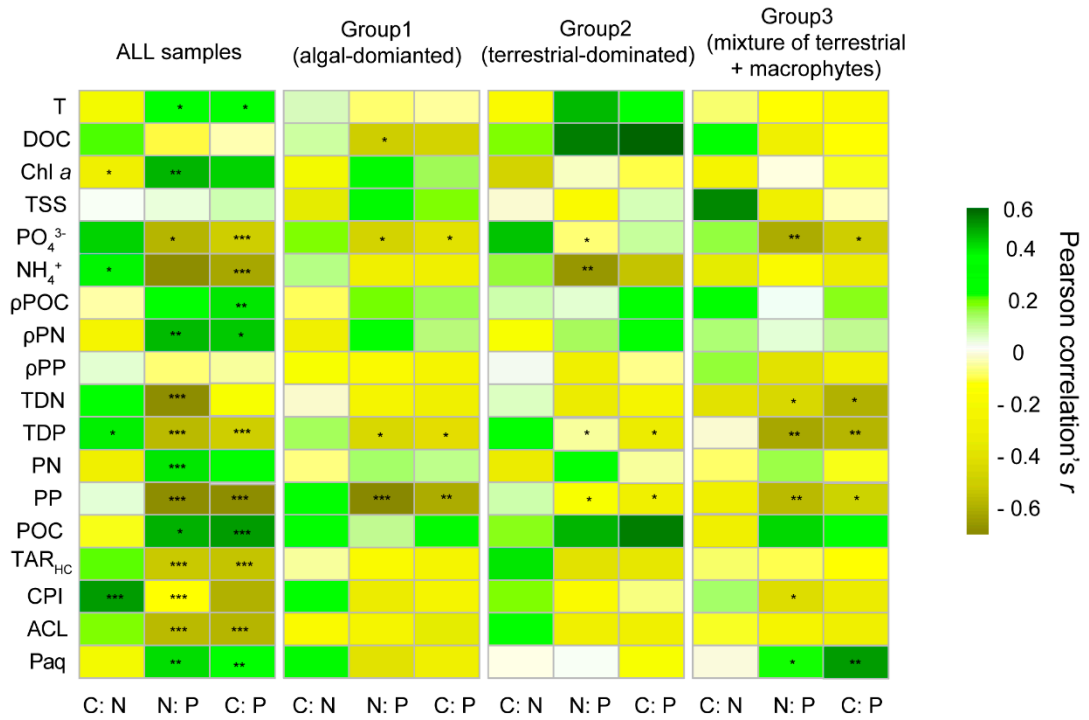 ALL samples
Group1
(algal-domianted)
Group2
(terrestrial-dominated)
Group3
(mixture of terrestrial
+ macrophytes)
T * *
DOC *
Chl a * **
TSS
PO₄³⁻ * *** * * * ** *
NH₄⁺ * *** **
ρPOC **
ρPN ** *
ρPP
TDN *** * *
TDP * *** *** * * * * ** **
PN ***
PP *** *** *** ** * * ** *
POC * ***
TAR_HC *** ***
CPI *** *** *
ACL *** ***
Paq ** ** * **
C: N N: P C: P C: N N: P C: P C: N N: P C: P C: N N: P C: P
0.6
0.4
0.2
0
- 0.2
- 0.4
- 0.6
Pearson correlation's r